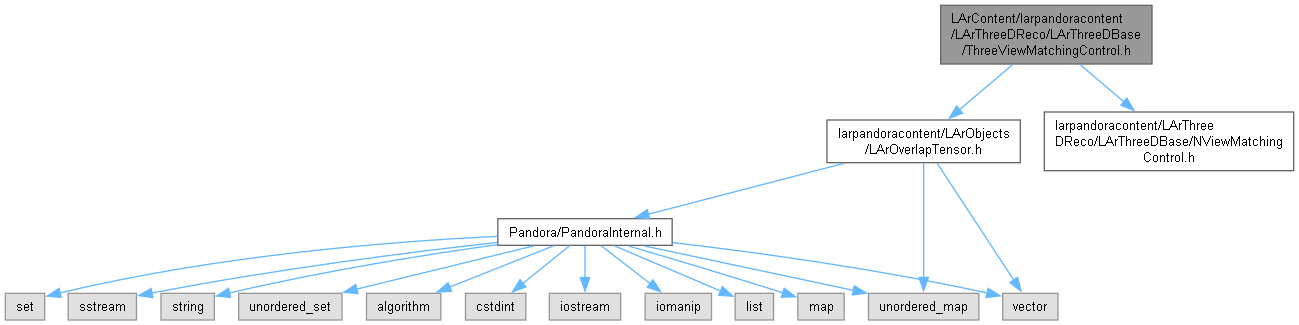 LArContent/larpandoracontent
/LArThreeDReco/LArThreeDBase
/ThreeViewMatchingControl.h
larpandoracontent/LArObjects
/LArOverlapTensor.h
larpandoracontent/LArThree
DReco/LArThreeDBase/NViewMatching
Control.h
Pandora/PandoraInternal.h
set
sstream
string
unordered_set
algorithm
cstdint
iostream
iomanip
list
map
unordered_map
vector